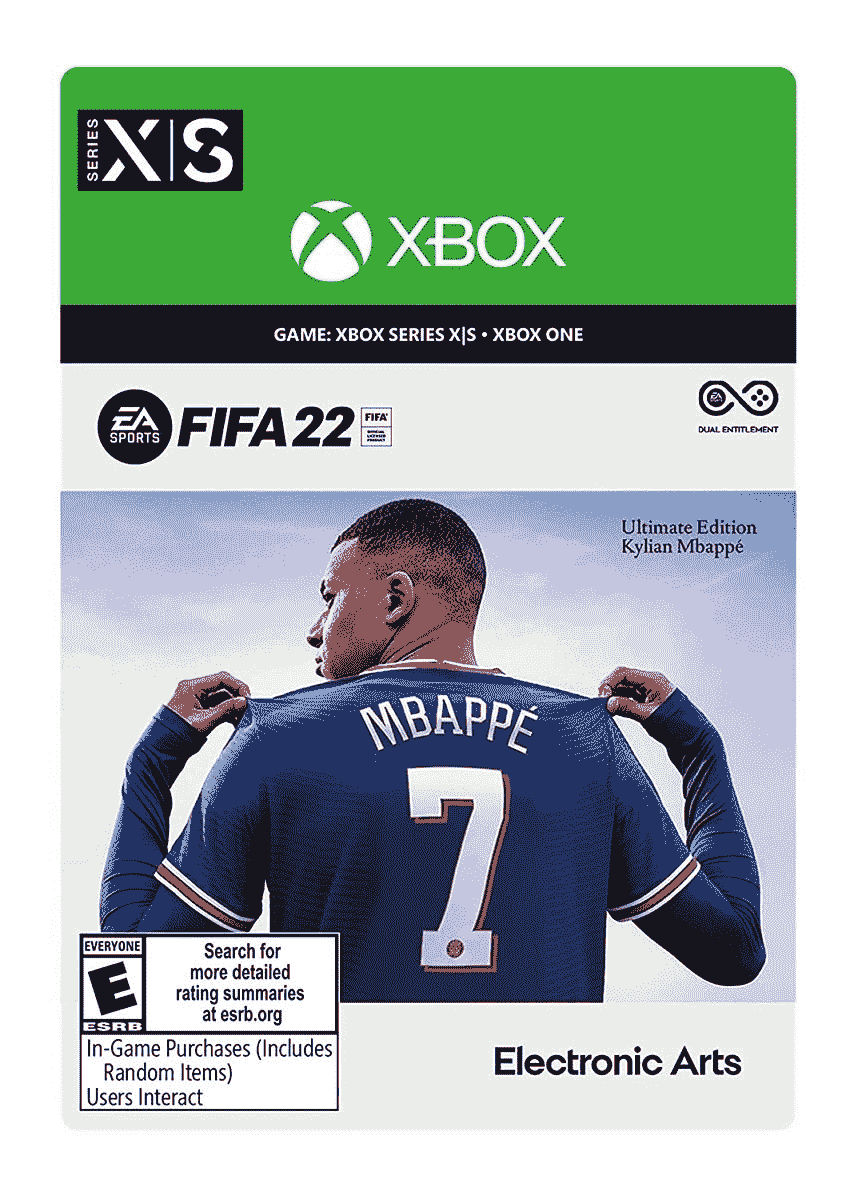 SERIES X|S
XBOX
GAME: XBOX SERIES X|S • XBOX ONE
EA
SPORTS
FIFA 22
FIFA
OFFICIAL
LICENSED
PRODUCT
EA
DUAL ENTITLEMENT
Ultimate Edition
Kylian Mbappé
MBAPPÉ
7
EVERYONE
E
ESRB
Search for
more detailed
rating summaries
at esrb.org
In-Game Purchases (Includes
Random Items)
Users Interact
Electronic Arts